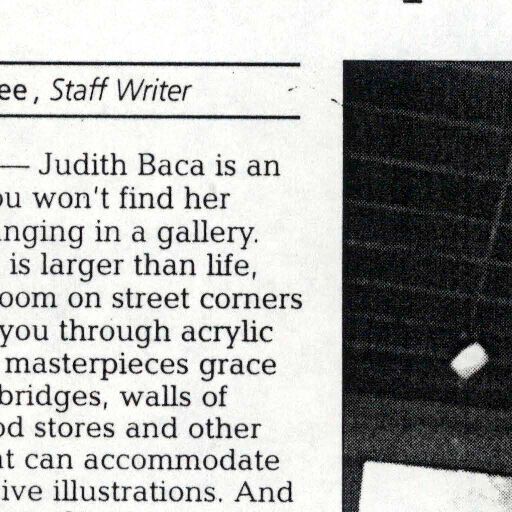 ee, Staff Writer
— Judith Baca is an
ou won't find her
nging in a gallery.
is larger than life,
oom on street corners
you through acrylic
masterpieces grace
bridges, walls of
od stores and other
t can accommodate
ive illustrations. And